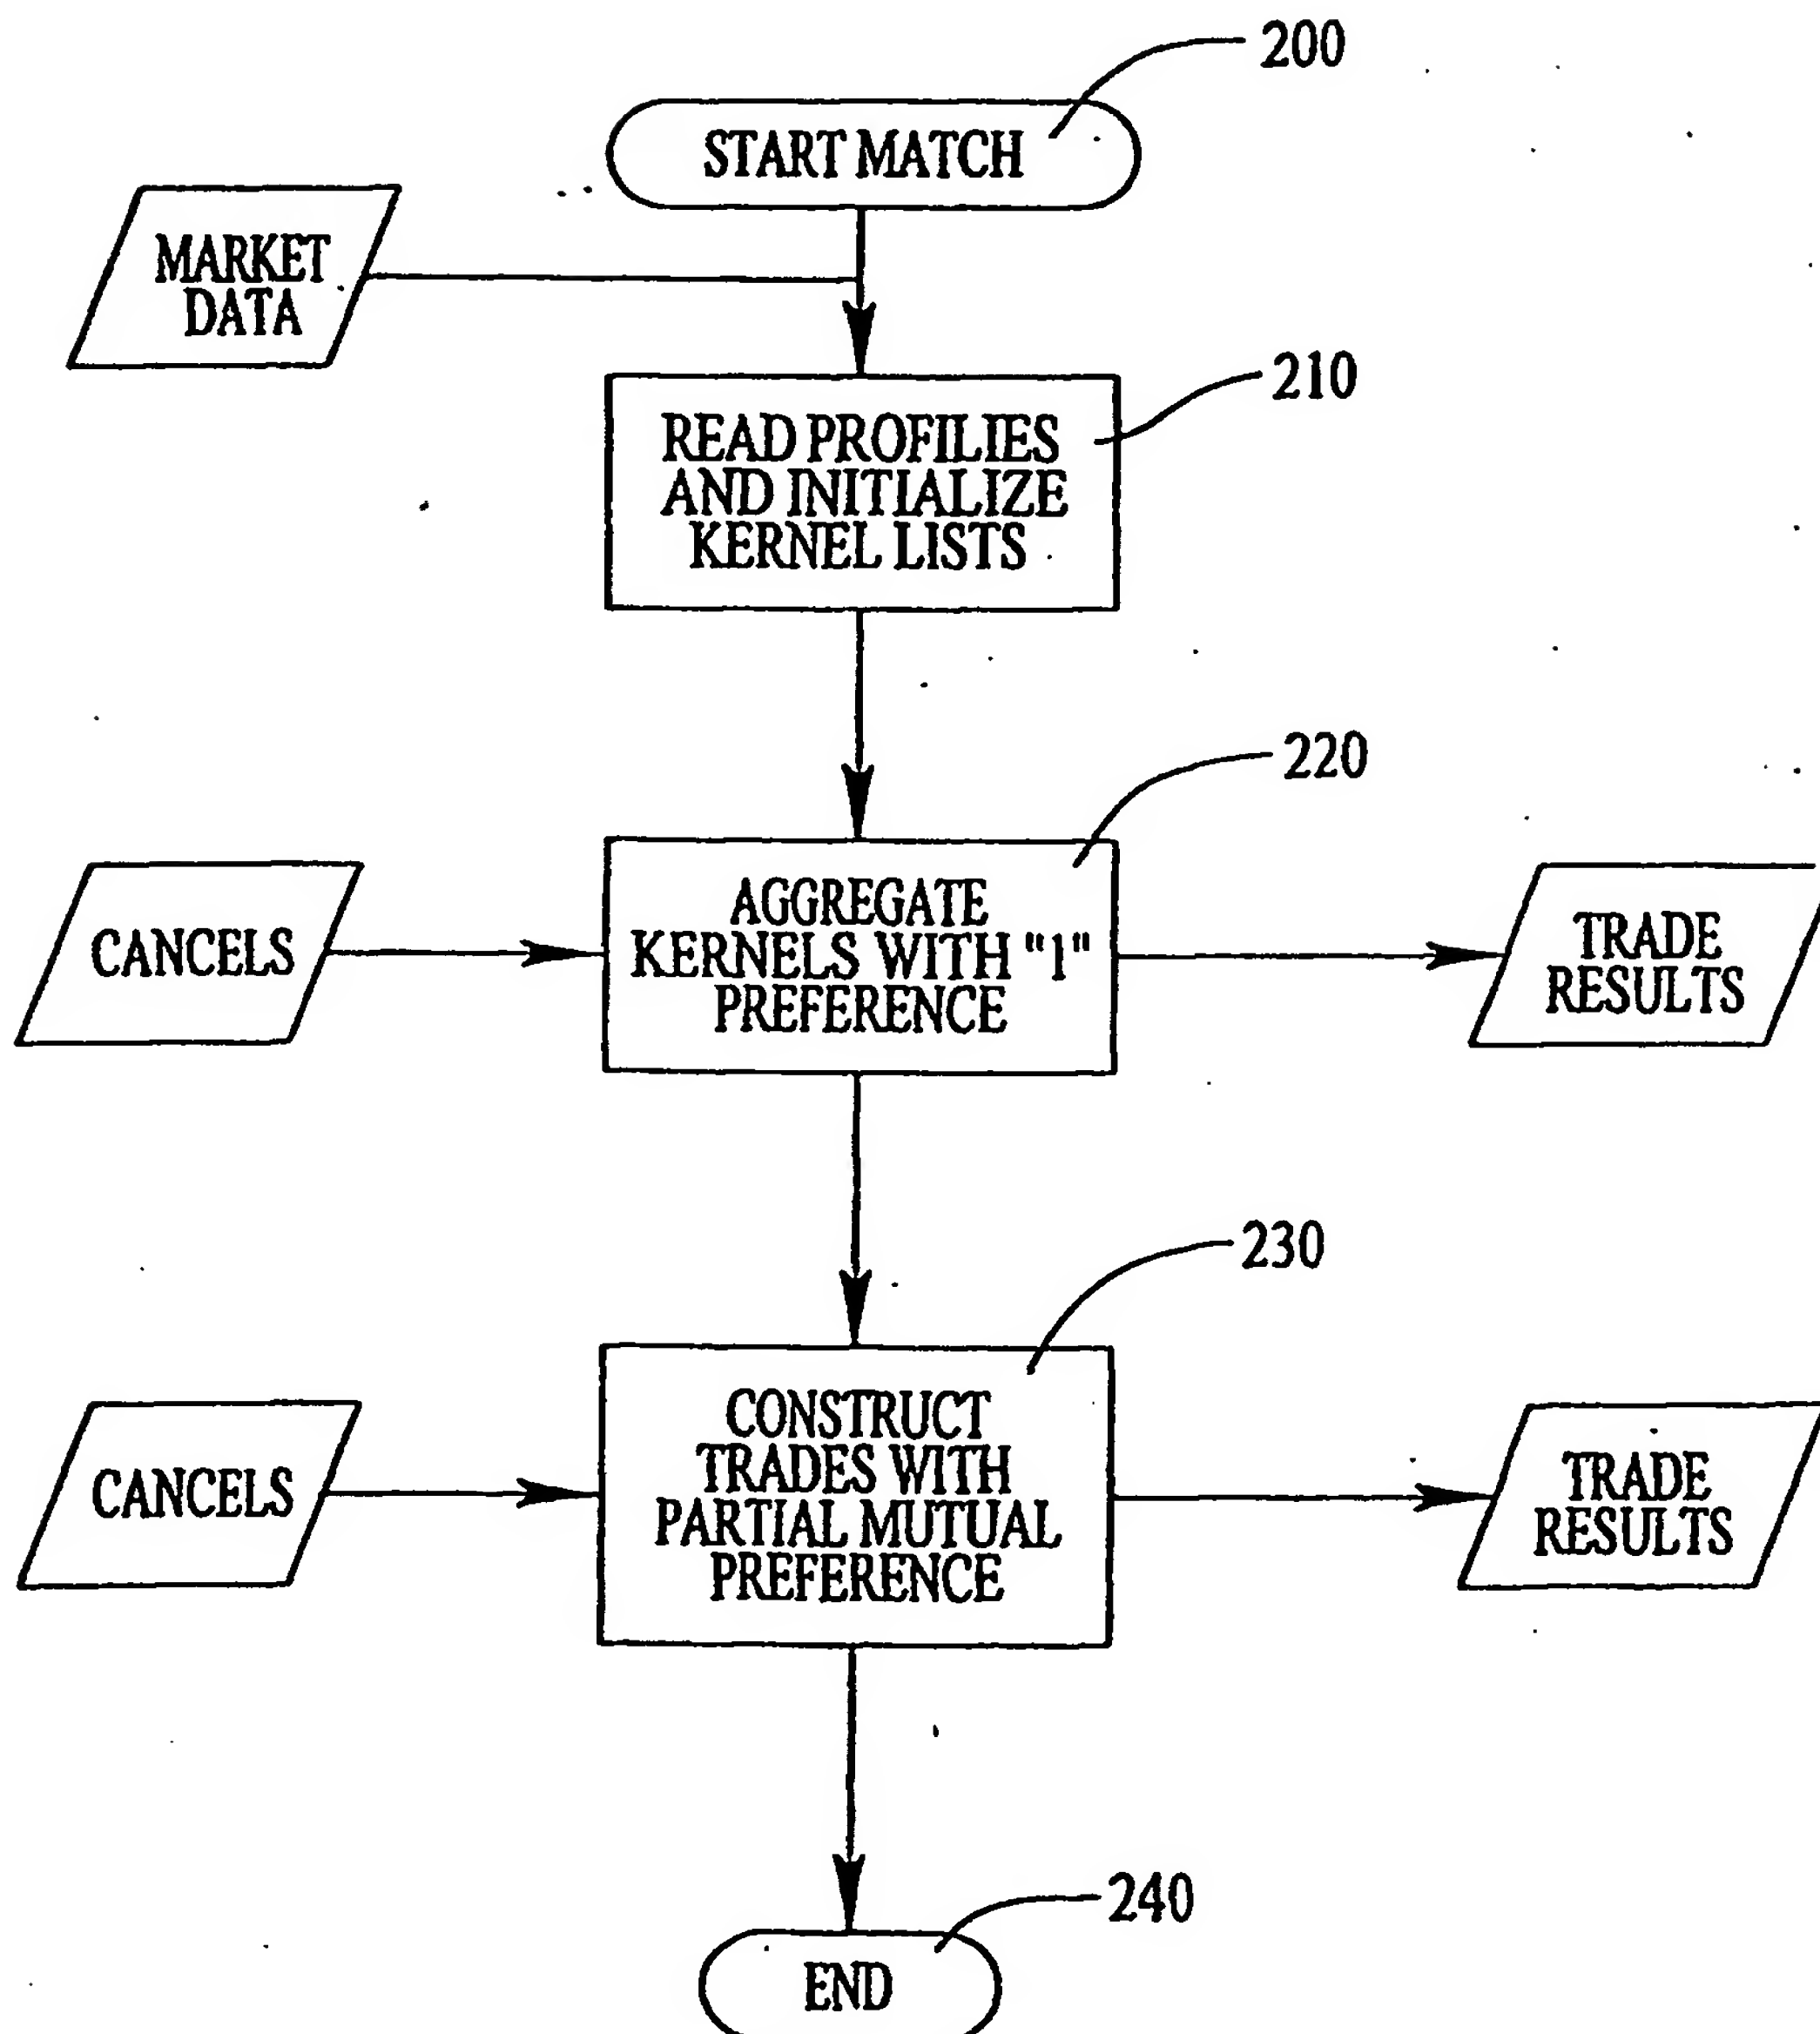 200
START MATCH
MARKET
DATA
210
READ PROFILIES
AND INITIALIZE
KERNEL LISTS
220
CANCELS
AGGREGATE
KERNELS WITH "1"
PREFERENCE
TRADE
RESULTS
230
CANCELS
CONSTRUCT
TRADES WITH
PARTIAL MUTUAL
PREFERENCE
TRADE
RESULTS
240
END